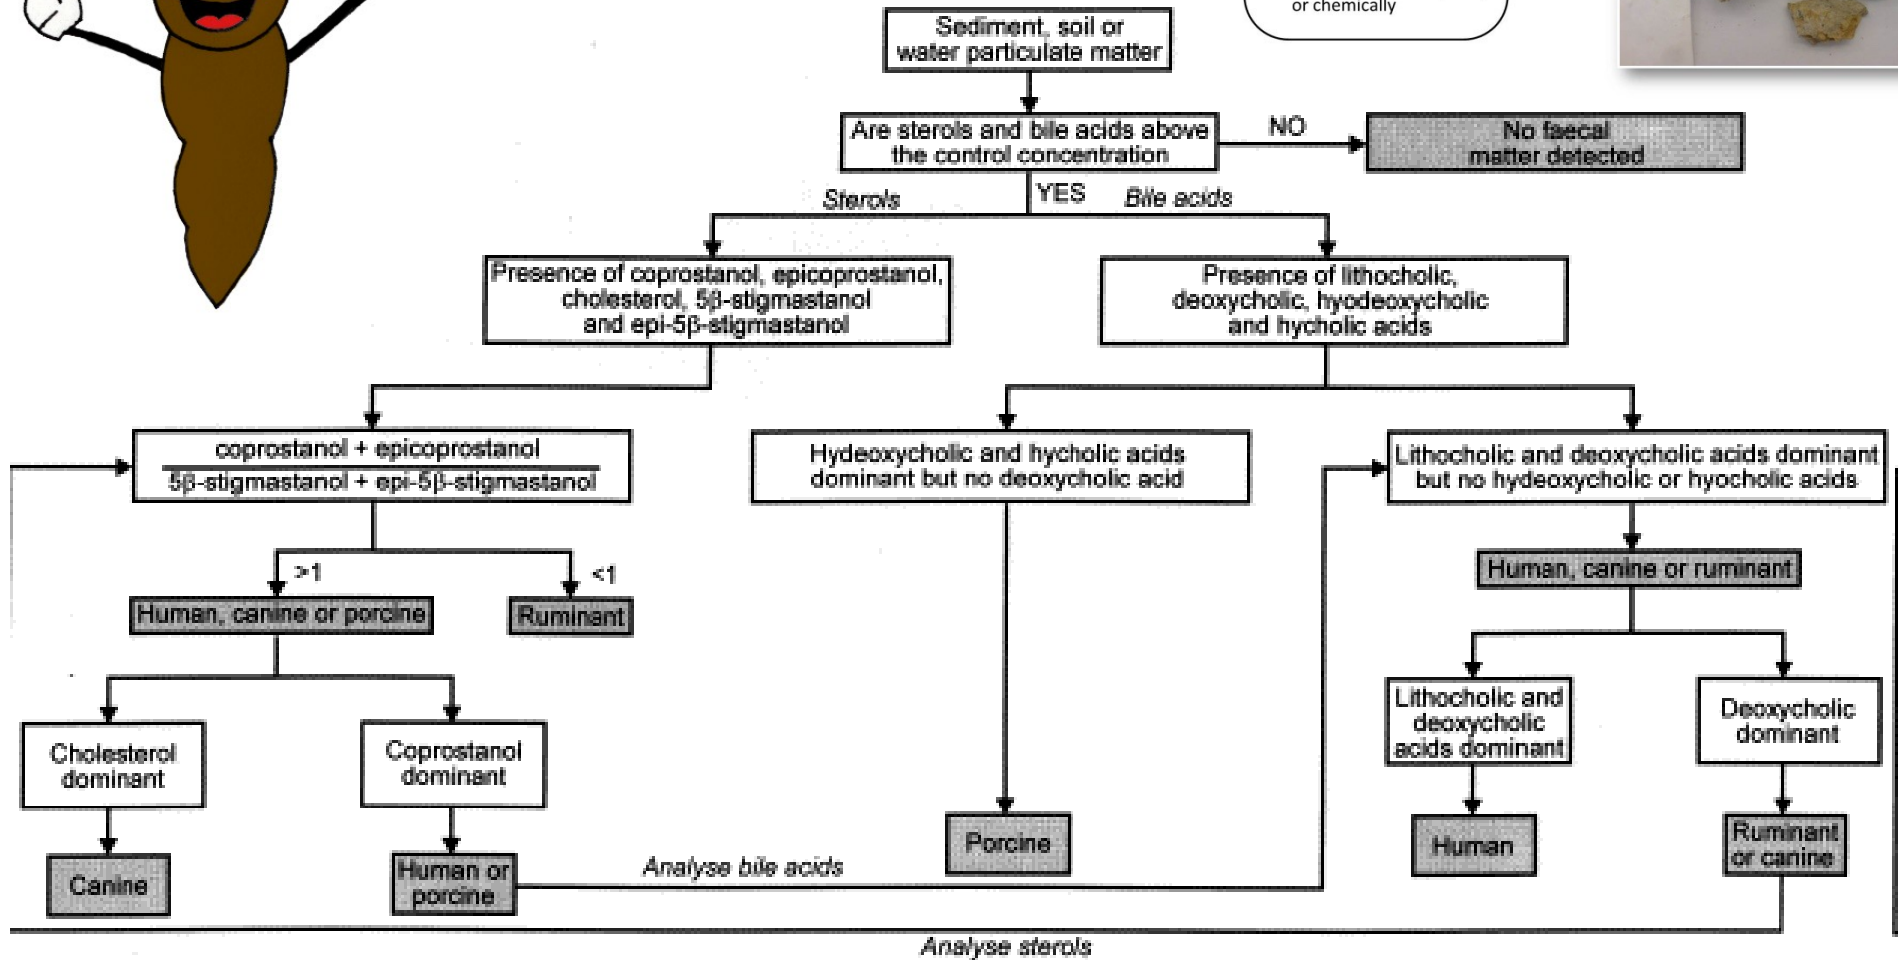 or chemically
Sediment, soil or
water particulate matter
Are sterols and bile acids above
the control concentration
NO
No faecal
matter detected
YES
Sterols
Bile acids
Presence of coprostanol, epicoprostanol,
cholesterol, 5β-stigmastanol
and epi-5β-stigmastanol
Presence of lithocholic,
deoxycholic, hyodeoxycholic
and hycholic acids
coprostanol + epicoprostanol
5β-stigmastanol + epi-5β-stigmastanol
Hydeoxycholic and hycholic acids
dominant but no deoxycholic acid
Lithocholic and deoxycholic acids dominant
but no hydeoxycholic or hyocholic acids
>1
<1
Human, canine or porcine
Ruminant
Human, canine or ruminant
Cholesterol
dominant
Coprostanol
dominant
Lithocholic and
deoxycholic
acids dominant
Deoxycholic
dominant
Canine
Human or
porcine
Analyse bile acids
Porcine
Human
Ruminant
or canine
Analyse sterols